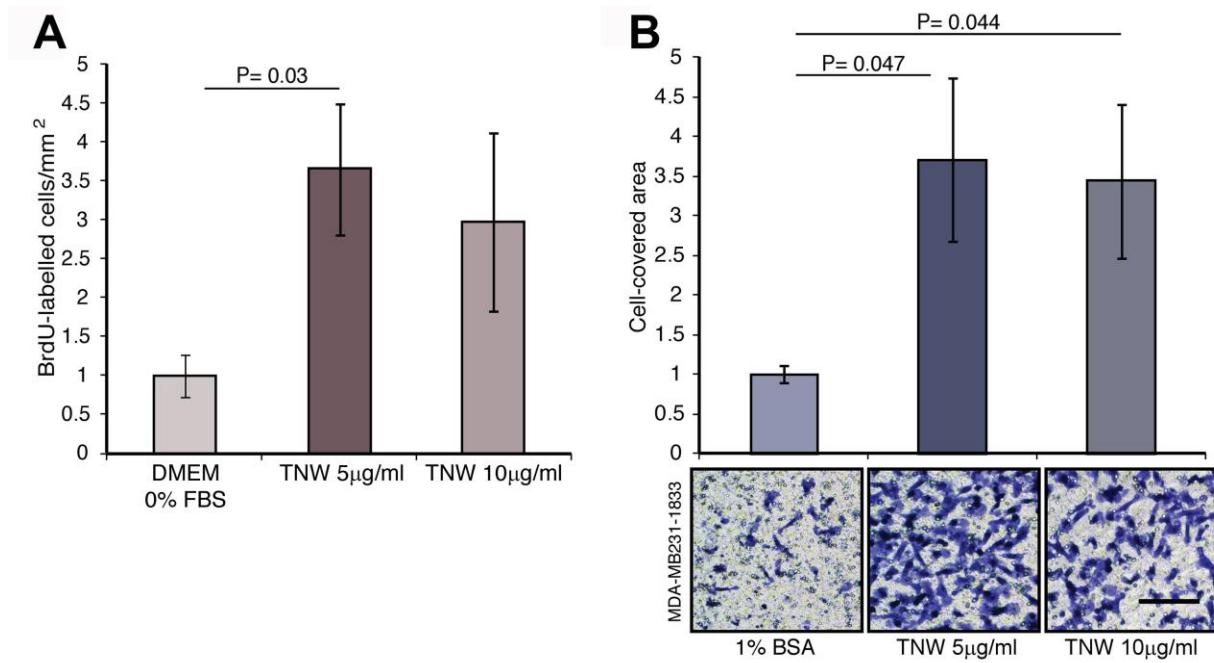 A
P= 0.03
BrdU-labelled cells/mm²
5
4.5
4
3.5
3
2.5
2
1.5
1
0.5
0
DMEM
0% FBS
TNW 5µg/ml
TNW 10µg/ml
B
P= 0.044
P= 0.047
Cell-covered area
5
4.5
4
3.5
3
2.5
2
1.5
1
0.5
0
MDA-MB231-1833
1% BSA
TNW 5µg/ml
TNW 10µg/ml